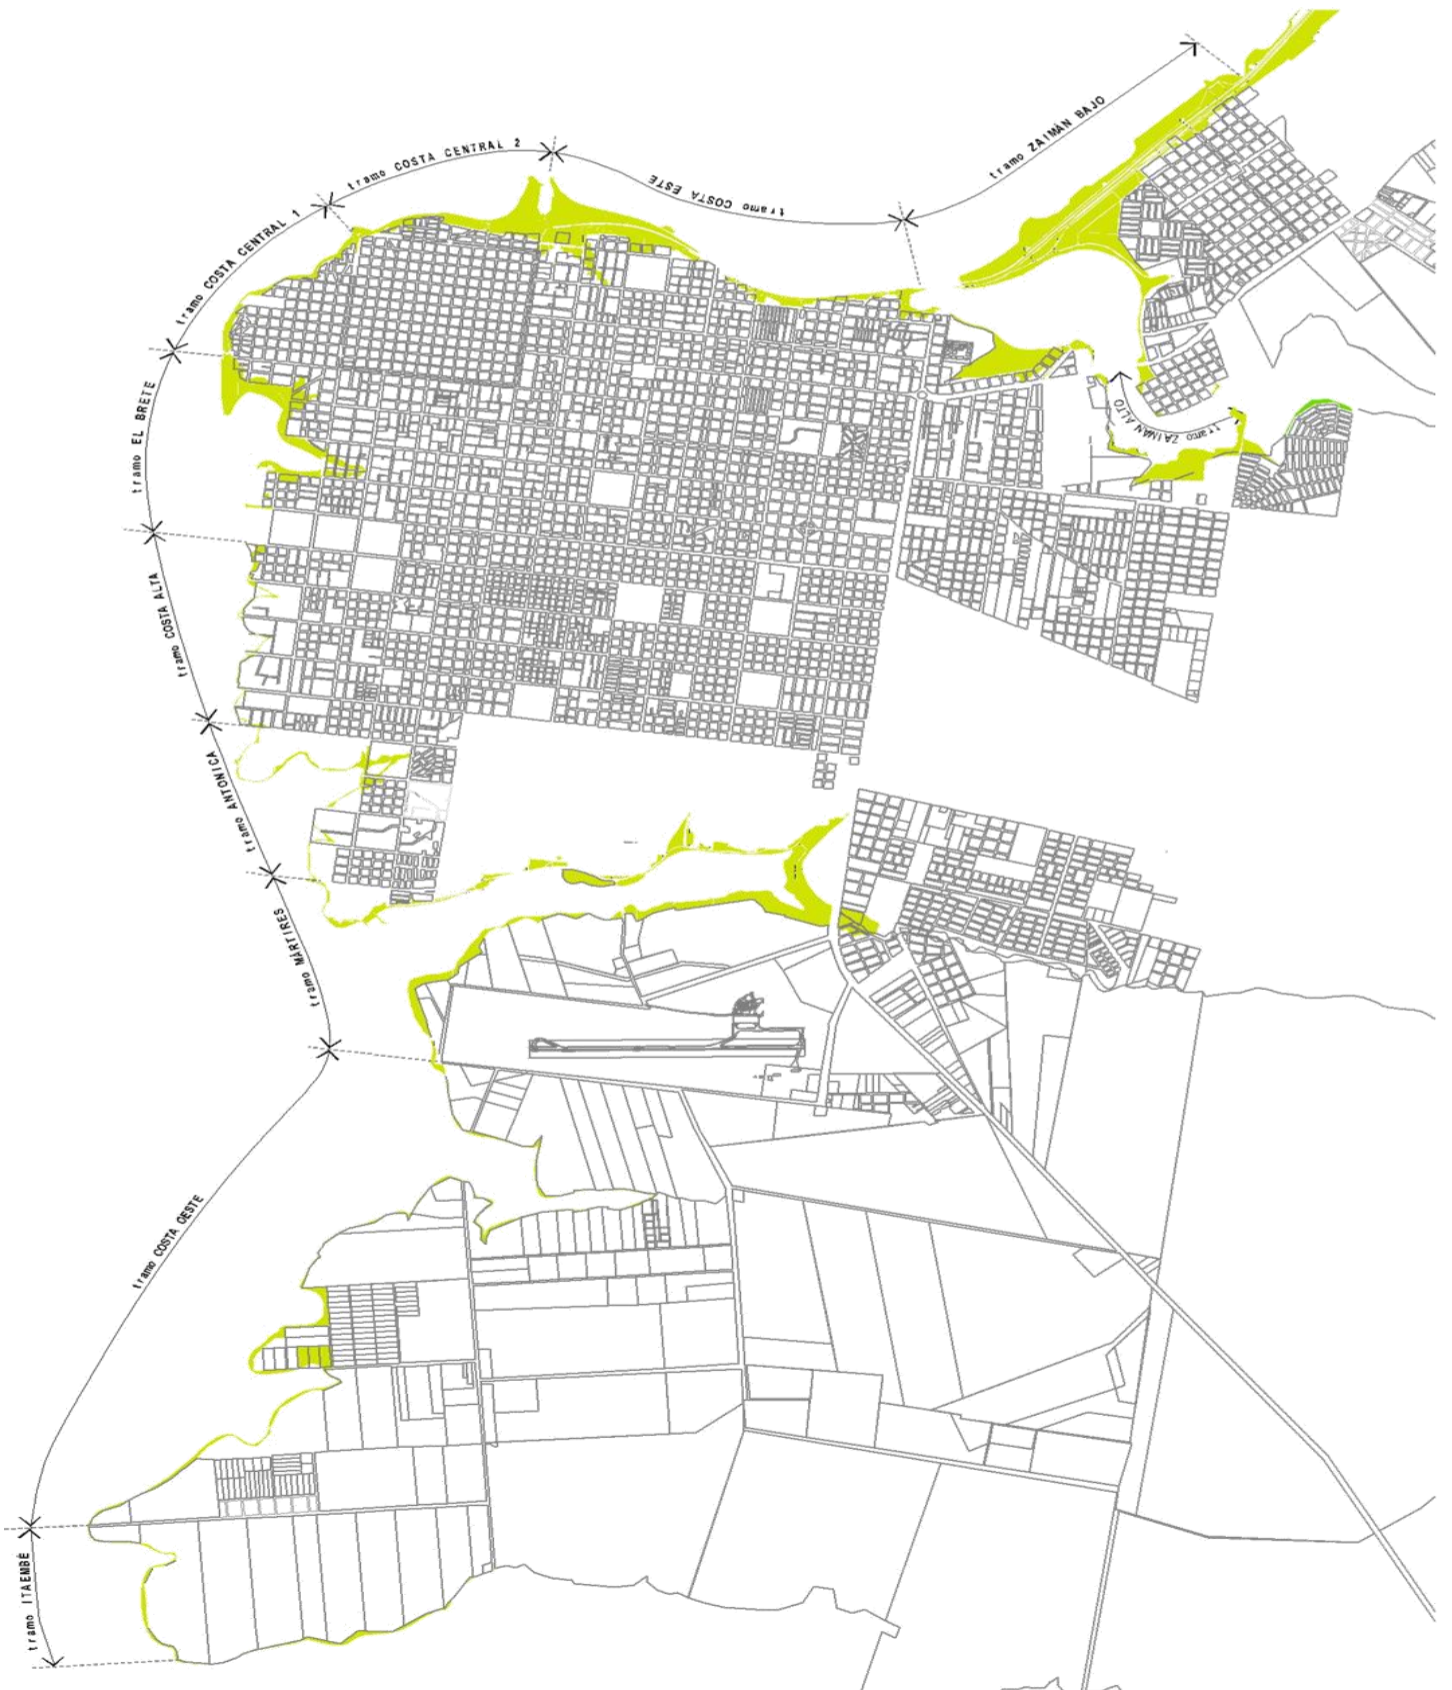 tramo ZAIMÁN BAJO
tramo COSTA CENTRAL 2
tramo COSTA ESTE
tramo COSTA CENTRAL 1
tramo EL BRETE
tramo ZAIMÁN ALTO
tramo COSTA ALTA
tramo ANTONICA
tramo MÁRTIRES
tramo COSTA OESTE
tramo ITAEMBÉ